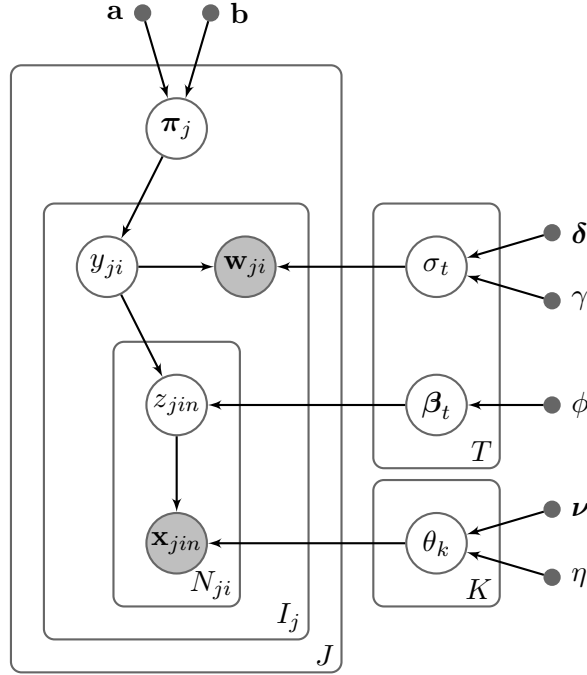 a b
π_j
δ
y_ji w_ji σ_t
γ
z_jin β_t ϕ
T
ν
x_jin θ_k
N_ji K η
I_j
J